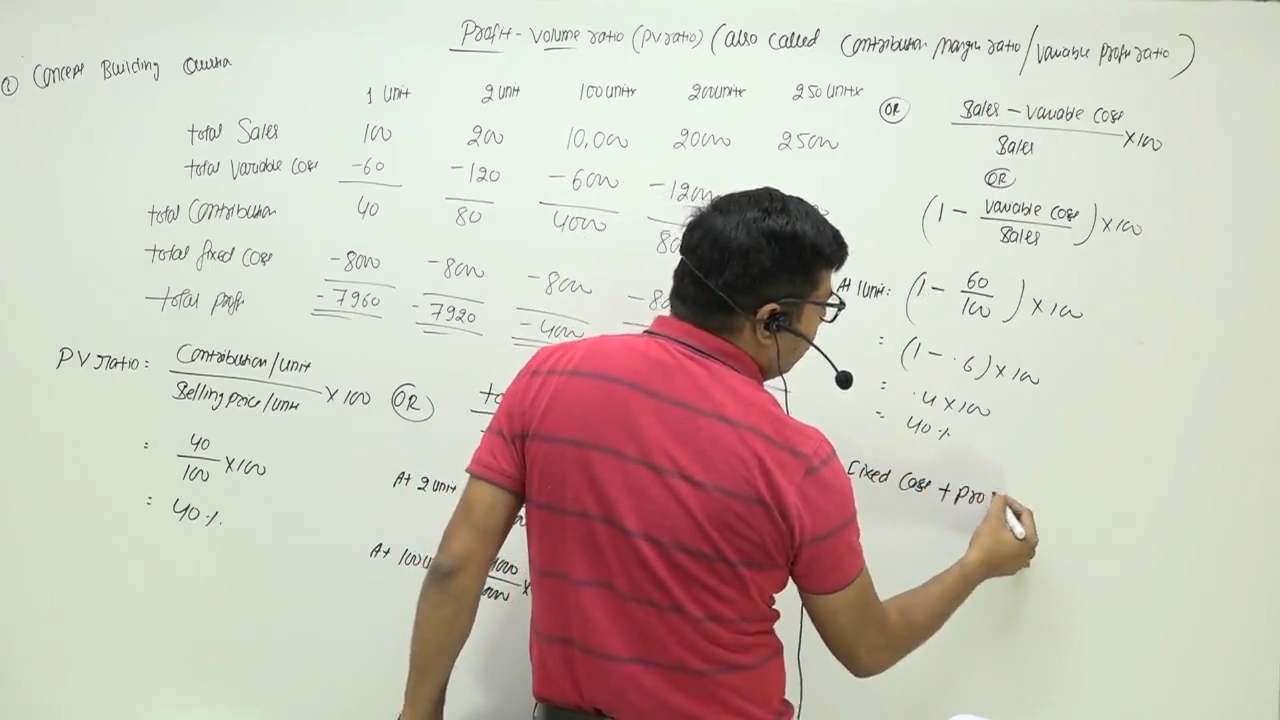 Profit - Volume ratio (PV ratio) (also called Contribution margin ratio / Variable profit ratio)
Concept Building
1 Unit 2 Unit 100 Units 200 Units 250 Units
total Sales 100 200 10,000 20000 25000
total Variable cost -60 -120 -6000 -12000
total Contribution 40 80 4000 80
total fixed cost -8000 -8000 -8000 -80
total profit -7960 -7920 -4000
PV ratio: Contribution/unit
Selling price/unit × 100 OR
= 40
100 × 100
= 40%
At 2 unit
At 100
OR Sales - Variable cost
Sales × 100
OR
(1 - Variable cost
Sales) × 100
At 1 Unit: (1 - 60
100) × 100
= (1 - .6) × 100
= .4 × 100
= 40%
Fixed Cost + Pro